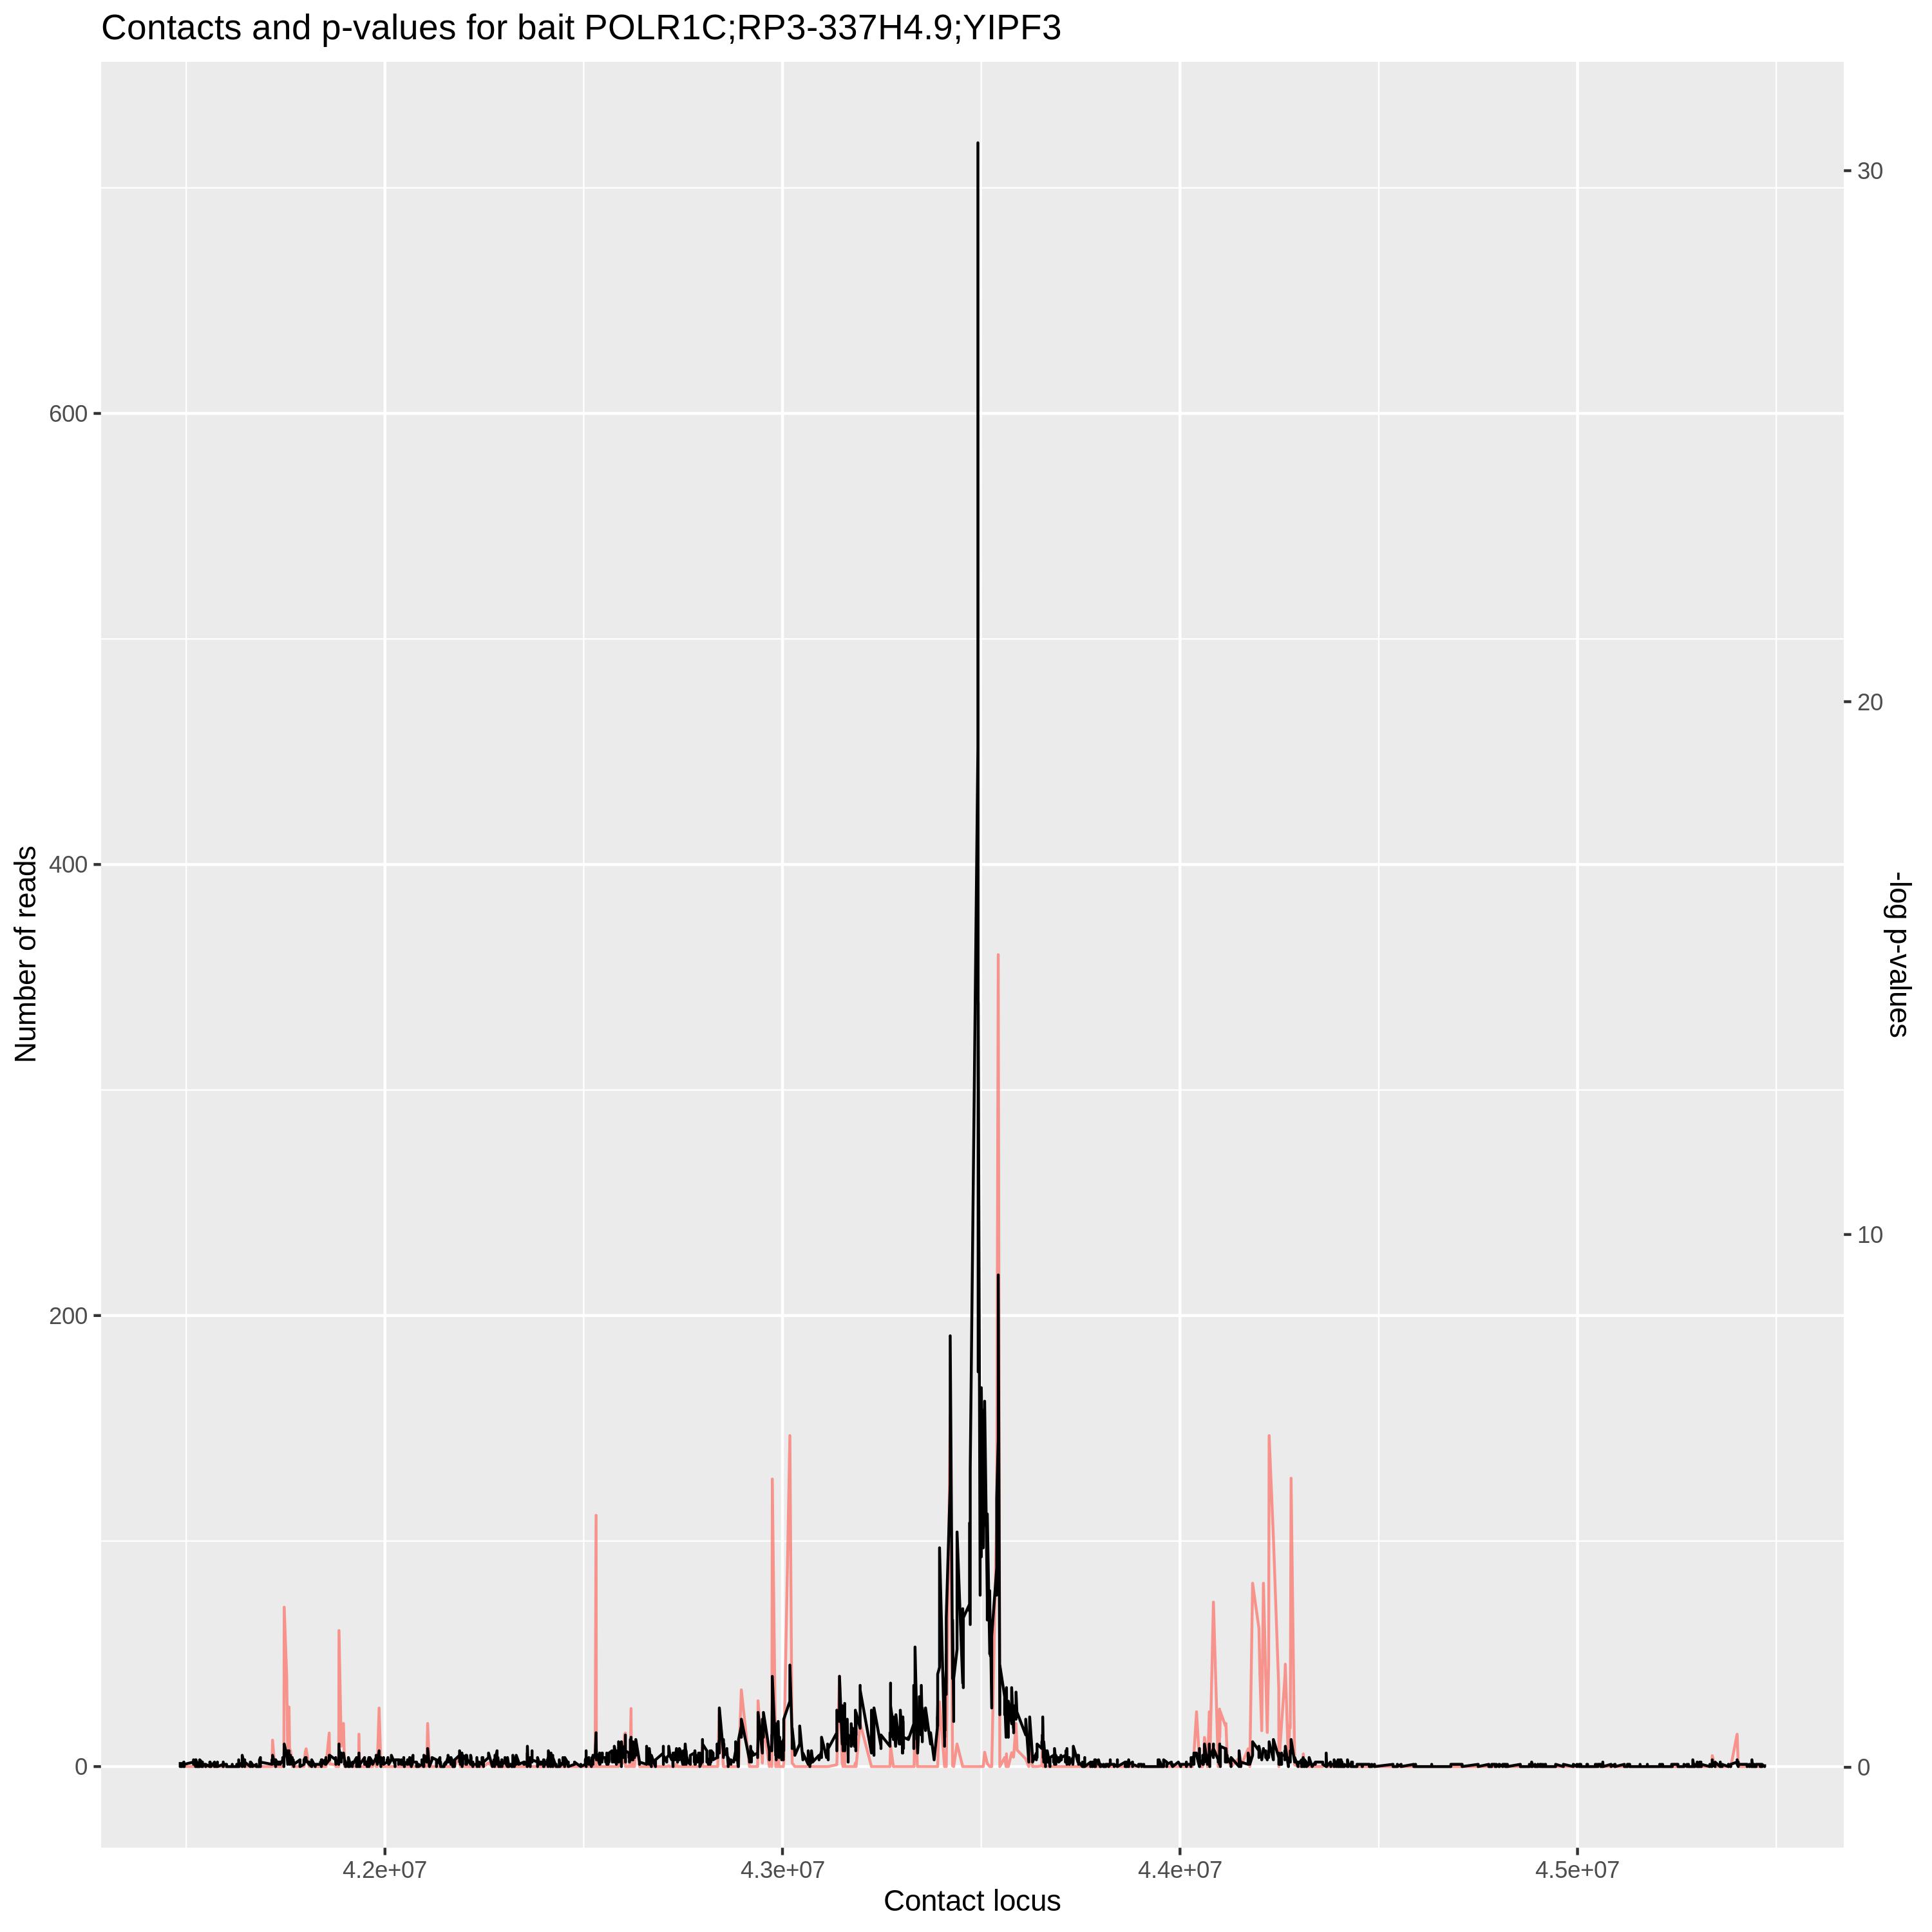 Contacts and p-values for bait POLR1C;RP3-337H4.9;YIPF3
Number of reads
600
400
200
0
30
20
10
0
-log p-values
4.2e+07
4.3e+07
4.4e+07
4.5e+07
Contact locus